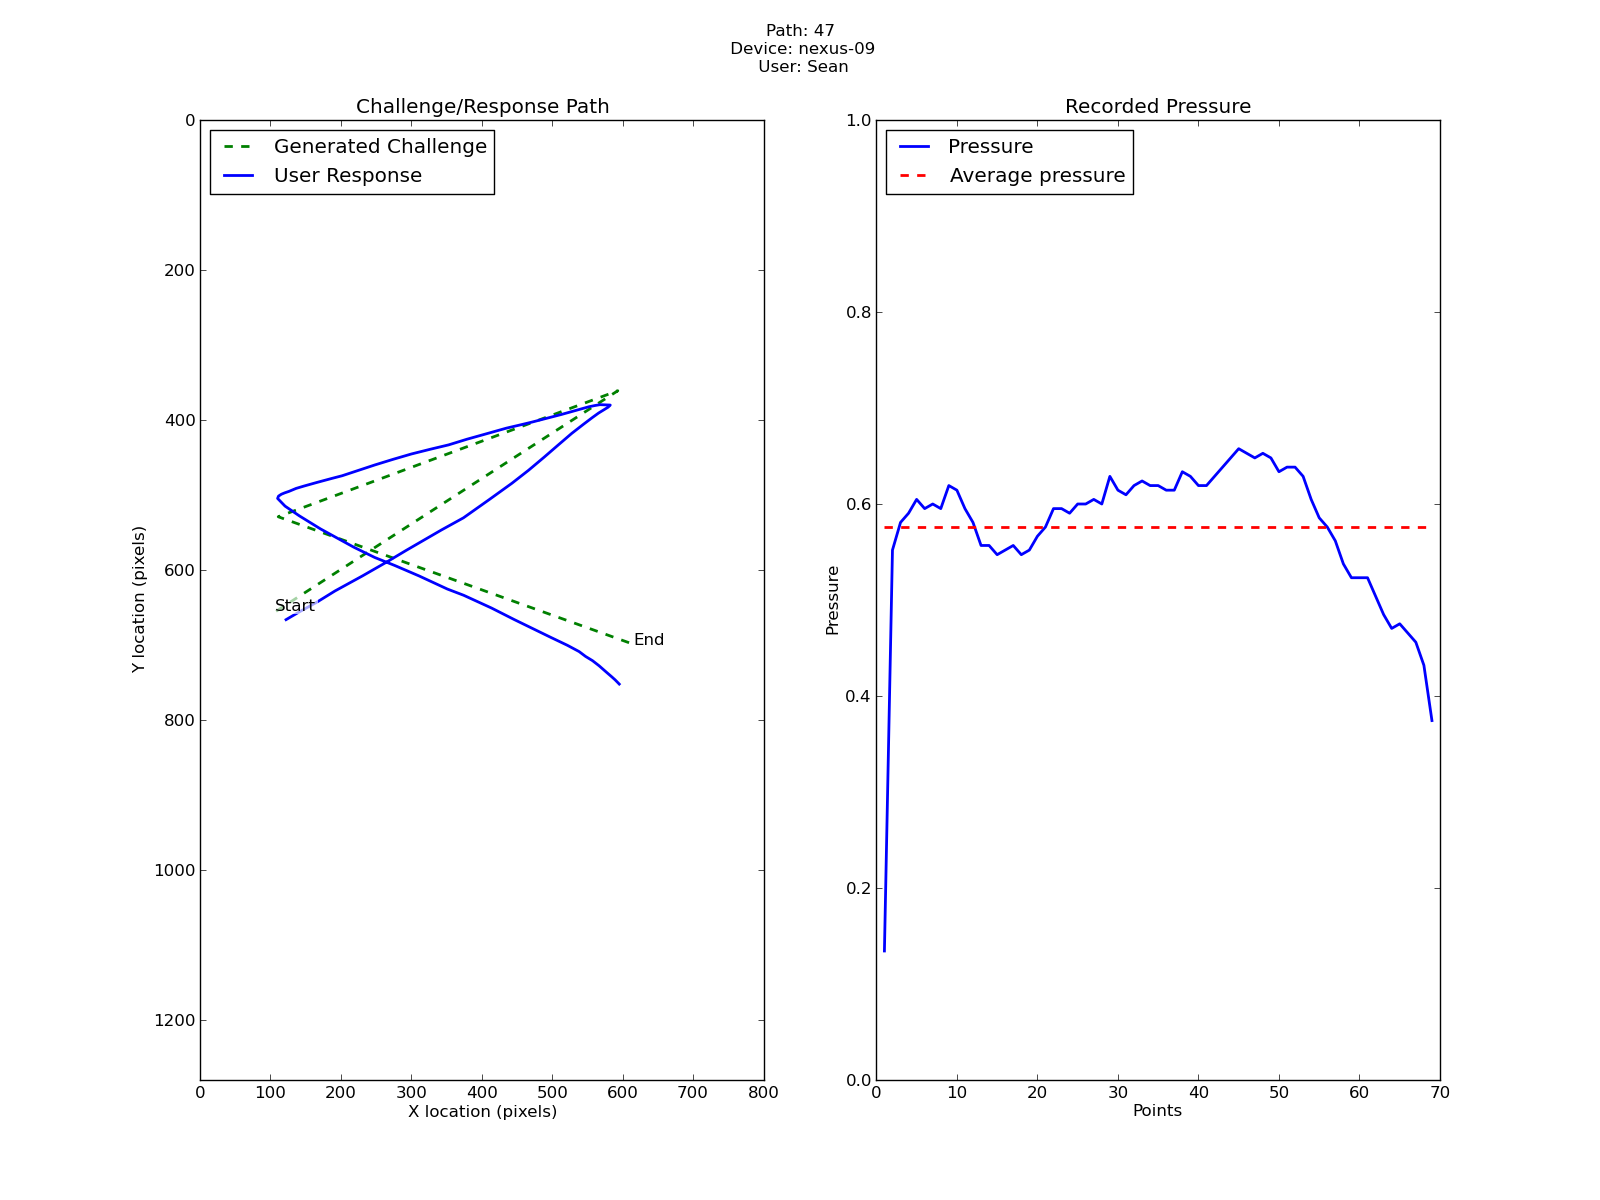 Path: 47
Device: nexus-09
User: Sean
Challenge/Response Path
Generated Challenge
User Response
0
200
400
600
800
1000
1200
Y location (pixels)
Start
End
0 100 200 300 400 500 600 700 800
X location (pixels)
Recorded Pressure
Pressure
Average pressure
1.0
0.8
0.6
0.4
0.2
0.0
Pressure
0 10 20 30 40 50 60 70
Points